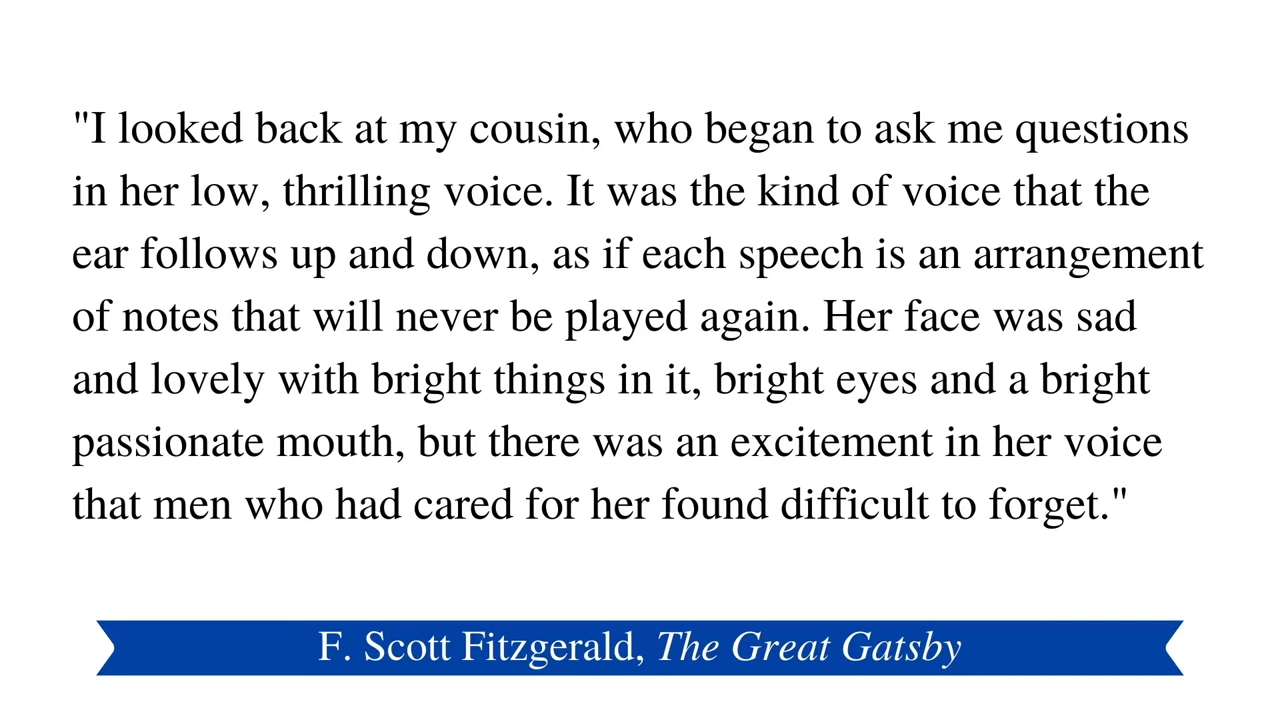 "I looked back at my cousin, who began to ask me questions
in her low, thrilling voice. It was the kind of voice that the
ear follows up and down, as if each speech is an arrangement
of notes that will never be played again. Her face was sad
and lovely with bright things in it, bright eyes and a bright
passionate mouth, but there was an excitement in her voice
that men who had cared for her found difficult to forget."
F. Scott Fitzgerald, The Great Gatsby